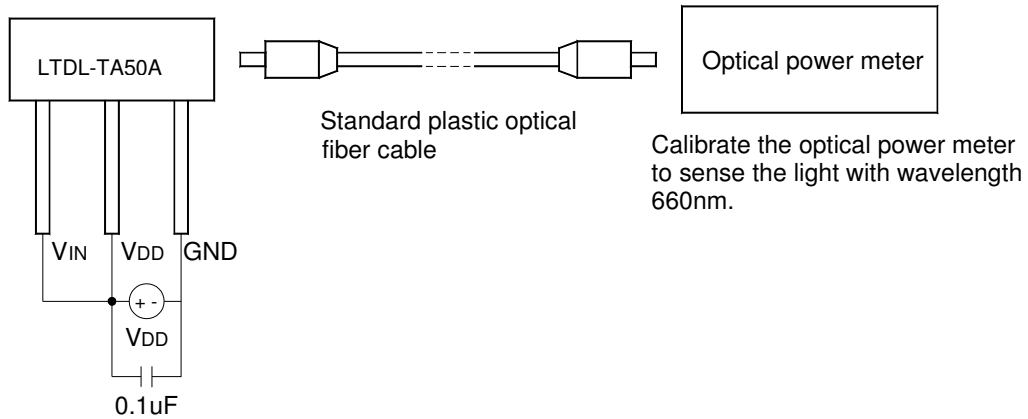 LTDL-TA50A
Optical power meter
Standard plastic optical
fiber cable
Calibrate the optical power meter
to sense the light with wavelength
660nm.
VIN VDD GND
+ -
VDD
0.1uF